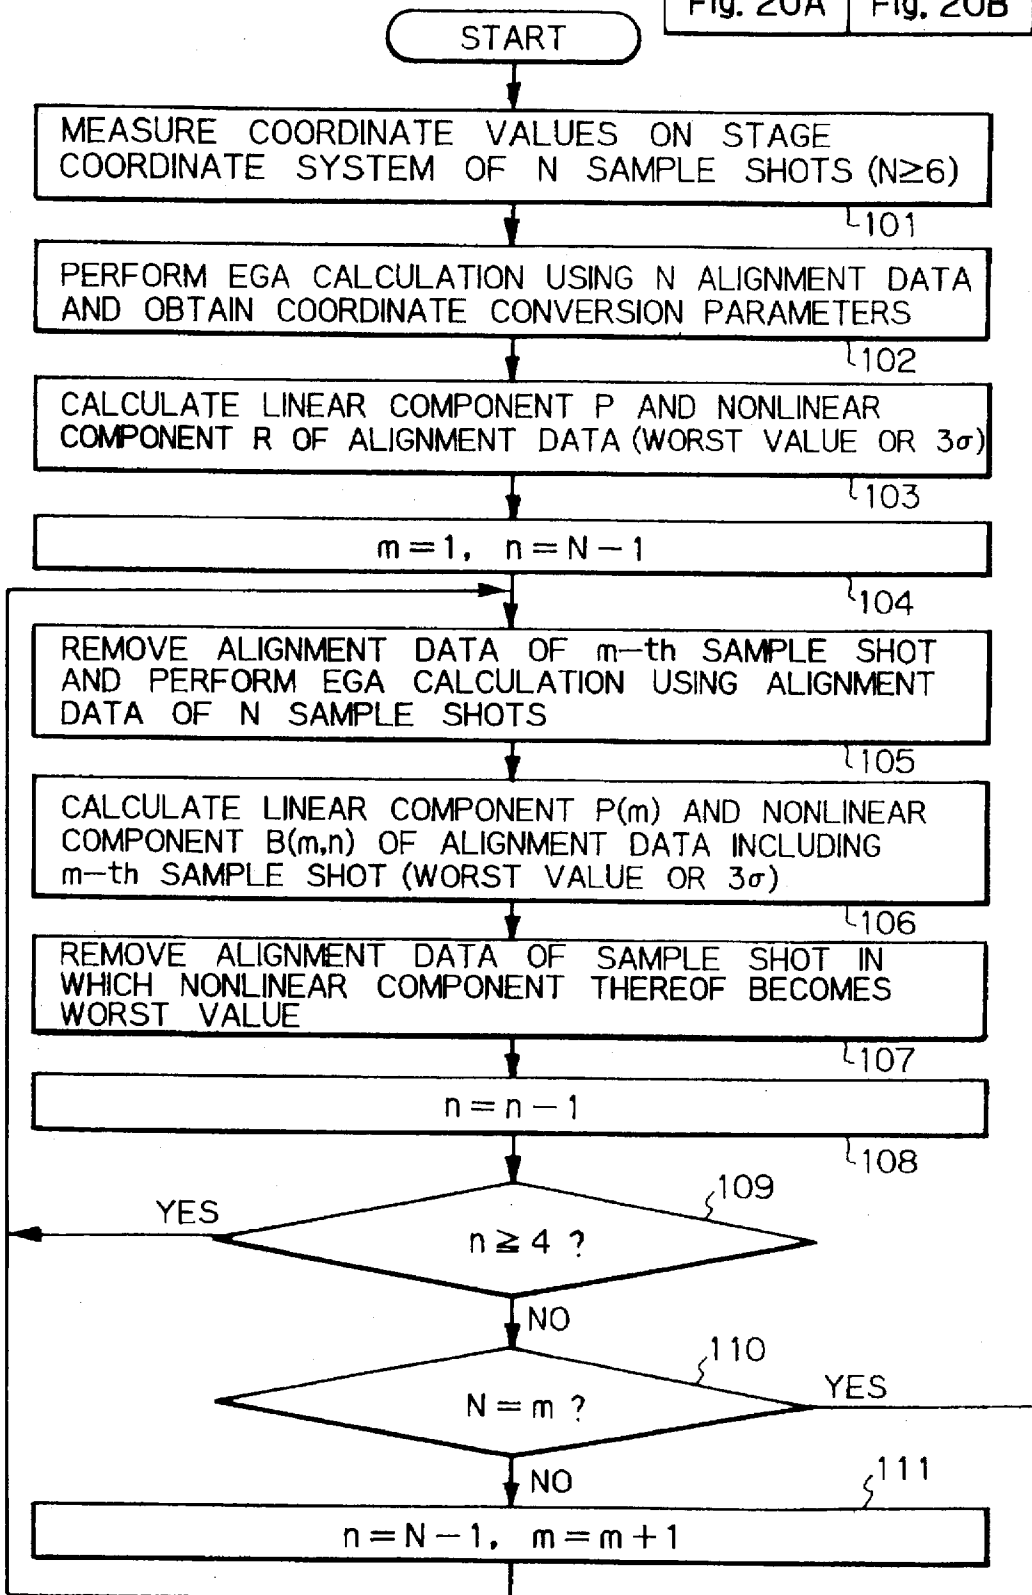 Fig. 20A Fig. 20B
START
MEASURE COORDINATE VALUES ON STAGE
COORDINATE SYSTEM OF N SAMPLE SHOTS (N≥6)
101
PERFORM EGA CALCULATION USING N ALIGNMENT DATA
AND OBTAIN COORDINATE CONVERSION PARAMETERS
102
CALCULATE LINEAR COMPONENT P AND NONLINEAR
COMPONENT R OF ALIGNMENT DATA (WORST VALUE OR 3σ)
103
m=1, n=N-1
104
REMOVE ALIGNMENT DATA OF m-th SAMPLE SHOT
AND PERFORM EGA CALCULATION USING ALIGNMENT
DATA OF N SAMPLE SHOTS
105
CALCULATE LINEAR COMPONENT P(m) AND NONLINEAR
COMPONENT B(m,n) OF ALIGNMENT DATA INCLUDING
m-th SAMPLE SHOT (WORST VALUE OR 3σ)
106
REMOVE ALIGNMENT DATA OF SAMPLE SHOT IN
WHICH NONLINEAR COMPONENT THEREOF BECOMES
WORST VALUE
107
n=n-1
108
109
YES
n≧4 ?
NO
110
N=m ?
YES
NO
111
n=N-1, m=m+1